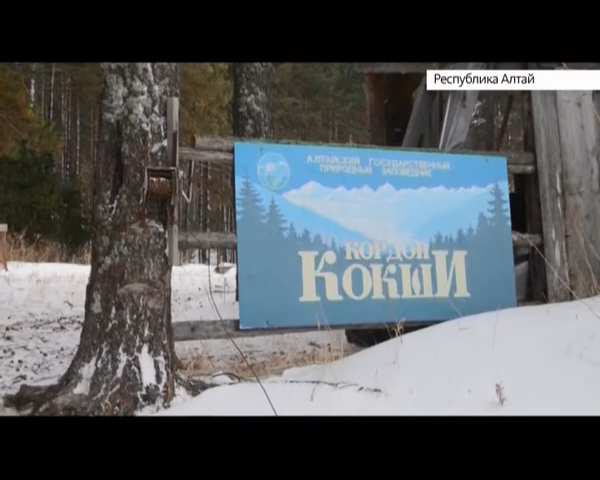 Республика Алтай
АЛТАЙСКИЙ ГОСУДАРСТВЕННЫЙ
ПРИРОДНЫЙ ЗАПОВЕДНИК
КОРДОН
КОКШИ